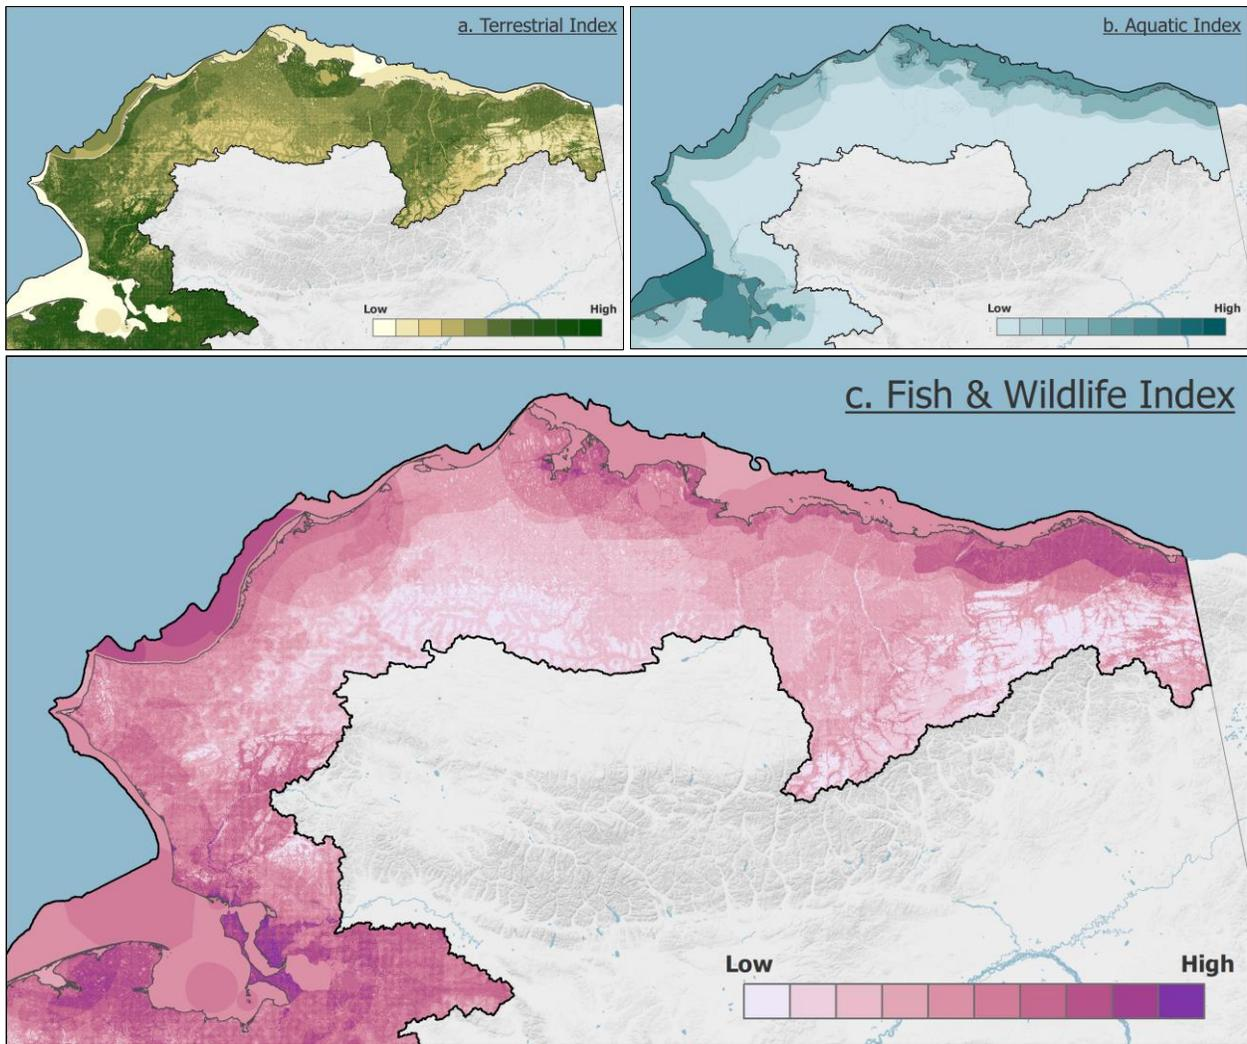 a. Terrestrial Index
Low High
b. Aquatic Index
Low High
c. Fish & Wildlife Index
Low High